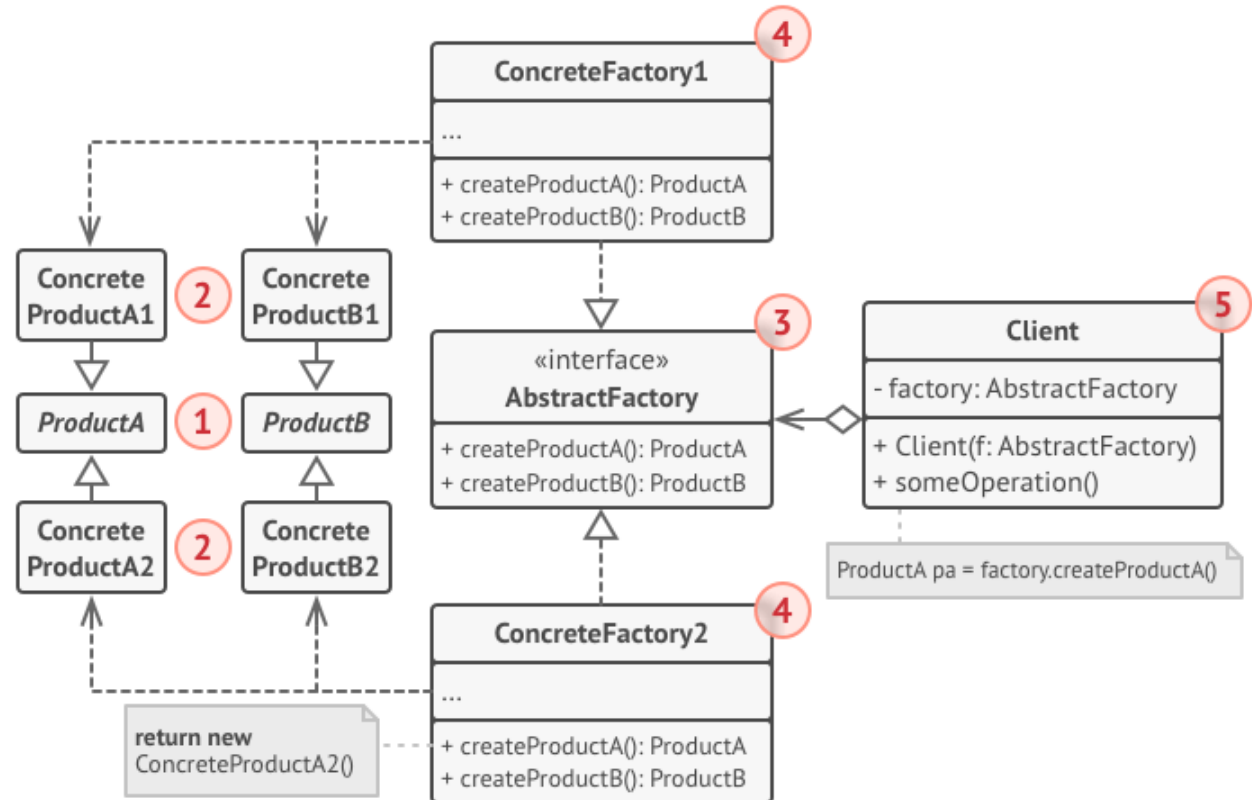 4
ConcreteFactory1
...
+ createProductA(): ProductA
+ createProductB(): ProductB
Concrete
ProductA1
2
Concrete
ProductB1
ProductA
1
ProductB
Concrete
ProductA2
2
Concrete
ProductB2
3
«interface»
AbstractFactory
+ createProductA(): ProductA
+ createProductB(): ProductB
5
Client
- factory: AbstractFactory
+ Client(f: AbstractFactory)
+ someOperation()
ProductA pa = factory.createProductA()
4
ConcreteFactory2
...
+ createProductA(): ProductA
+ createProductB(): ProductB
return new
ConcreteProductA2()